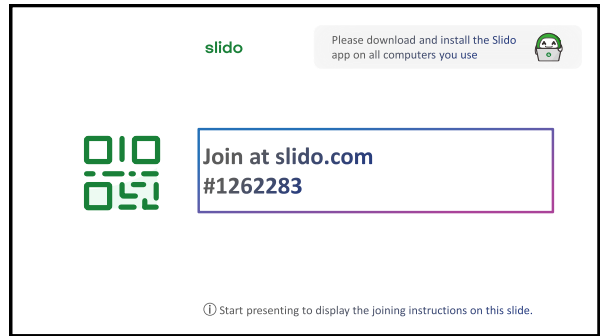 slido
Please download and install the Slido
app on all computers you use
Join at slido.com
#1262283
Start presenting to display the joining instructions on this slide.